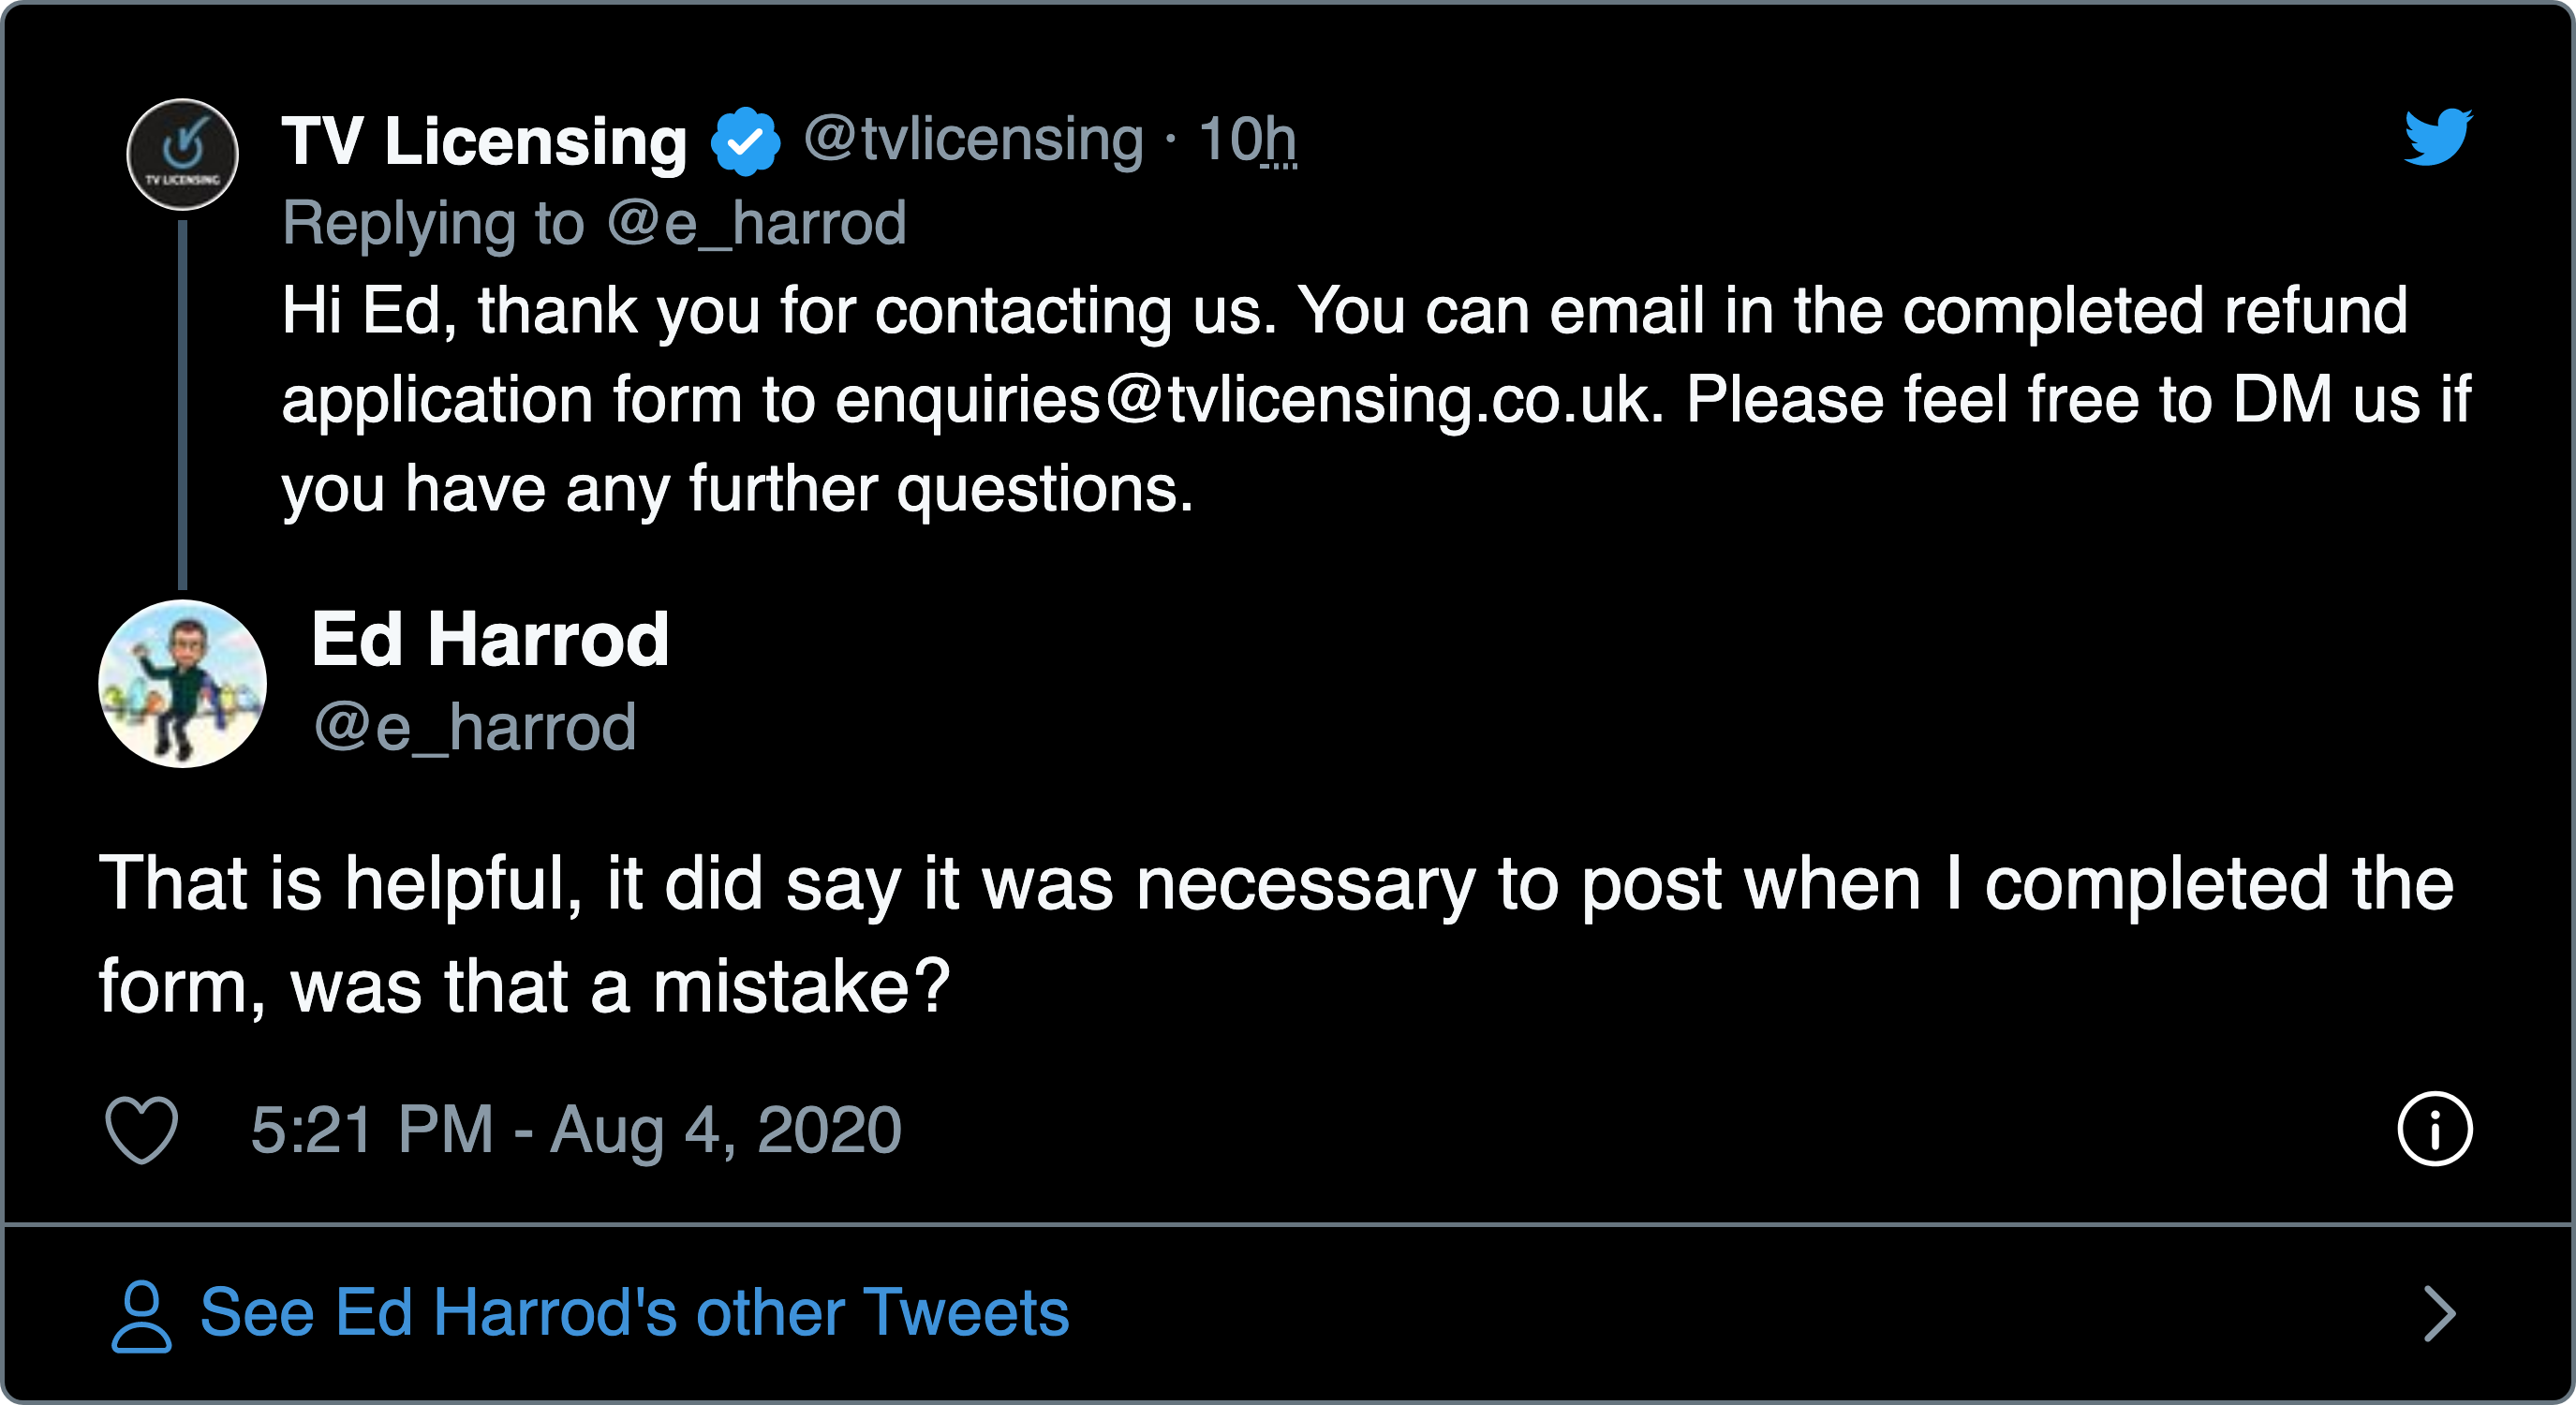 TV LICENSING
TV Licensing @tvlicensing · 10h
Replying to @e_harrod
Hi Ed, thank you for contacting us. You can email in the completed refund
application form to enquiries@tvlicensing.co.uk. Please feel free to DM us if
you have any further questions.
Ed Harrod
@e_harrod
That is helpful, it did say it was necessary to post when I completed the
form, was that a mistake?
5:21 PM - Aug 4, 2020
See Ed Harrod's other Tweets